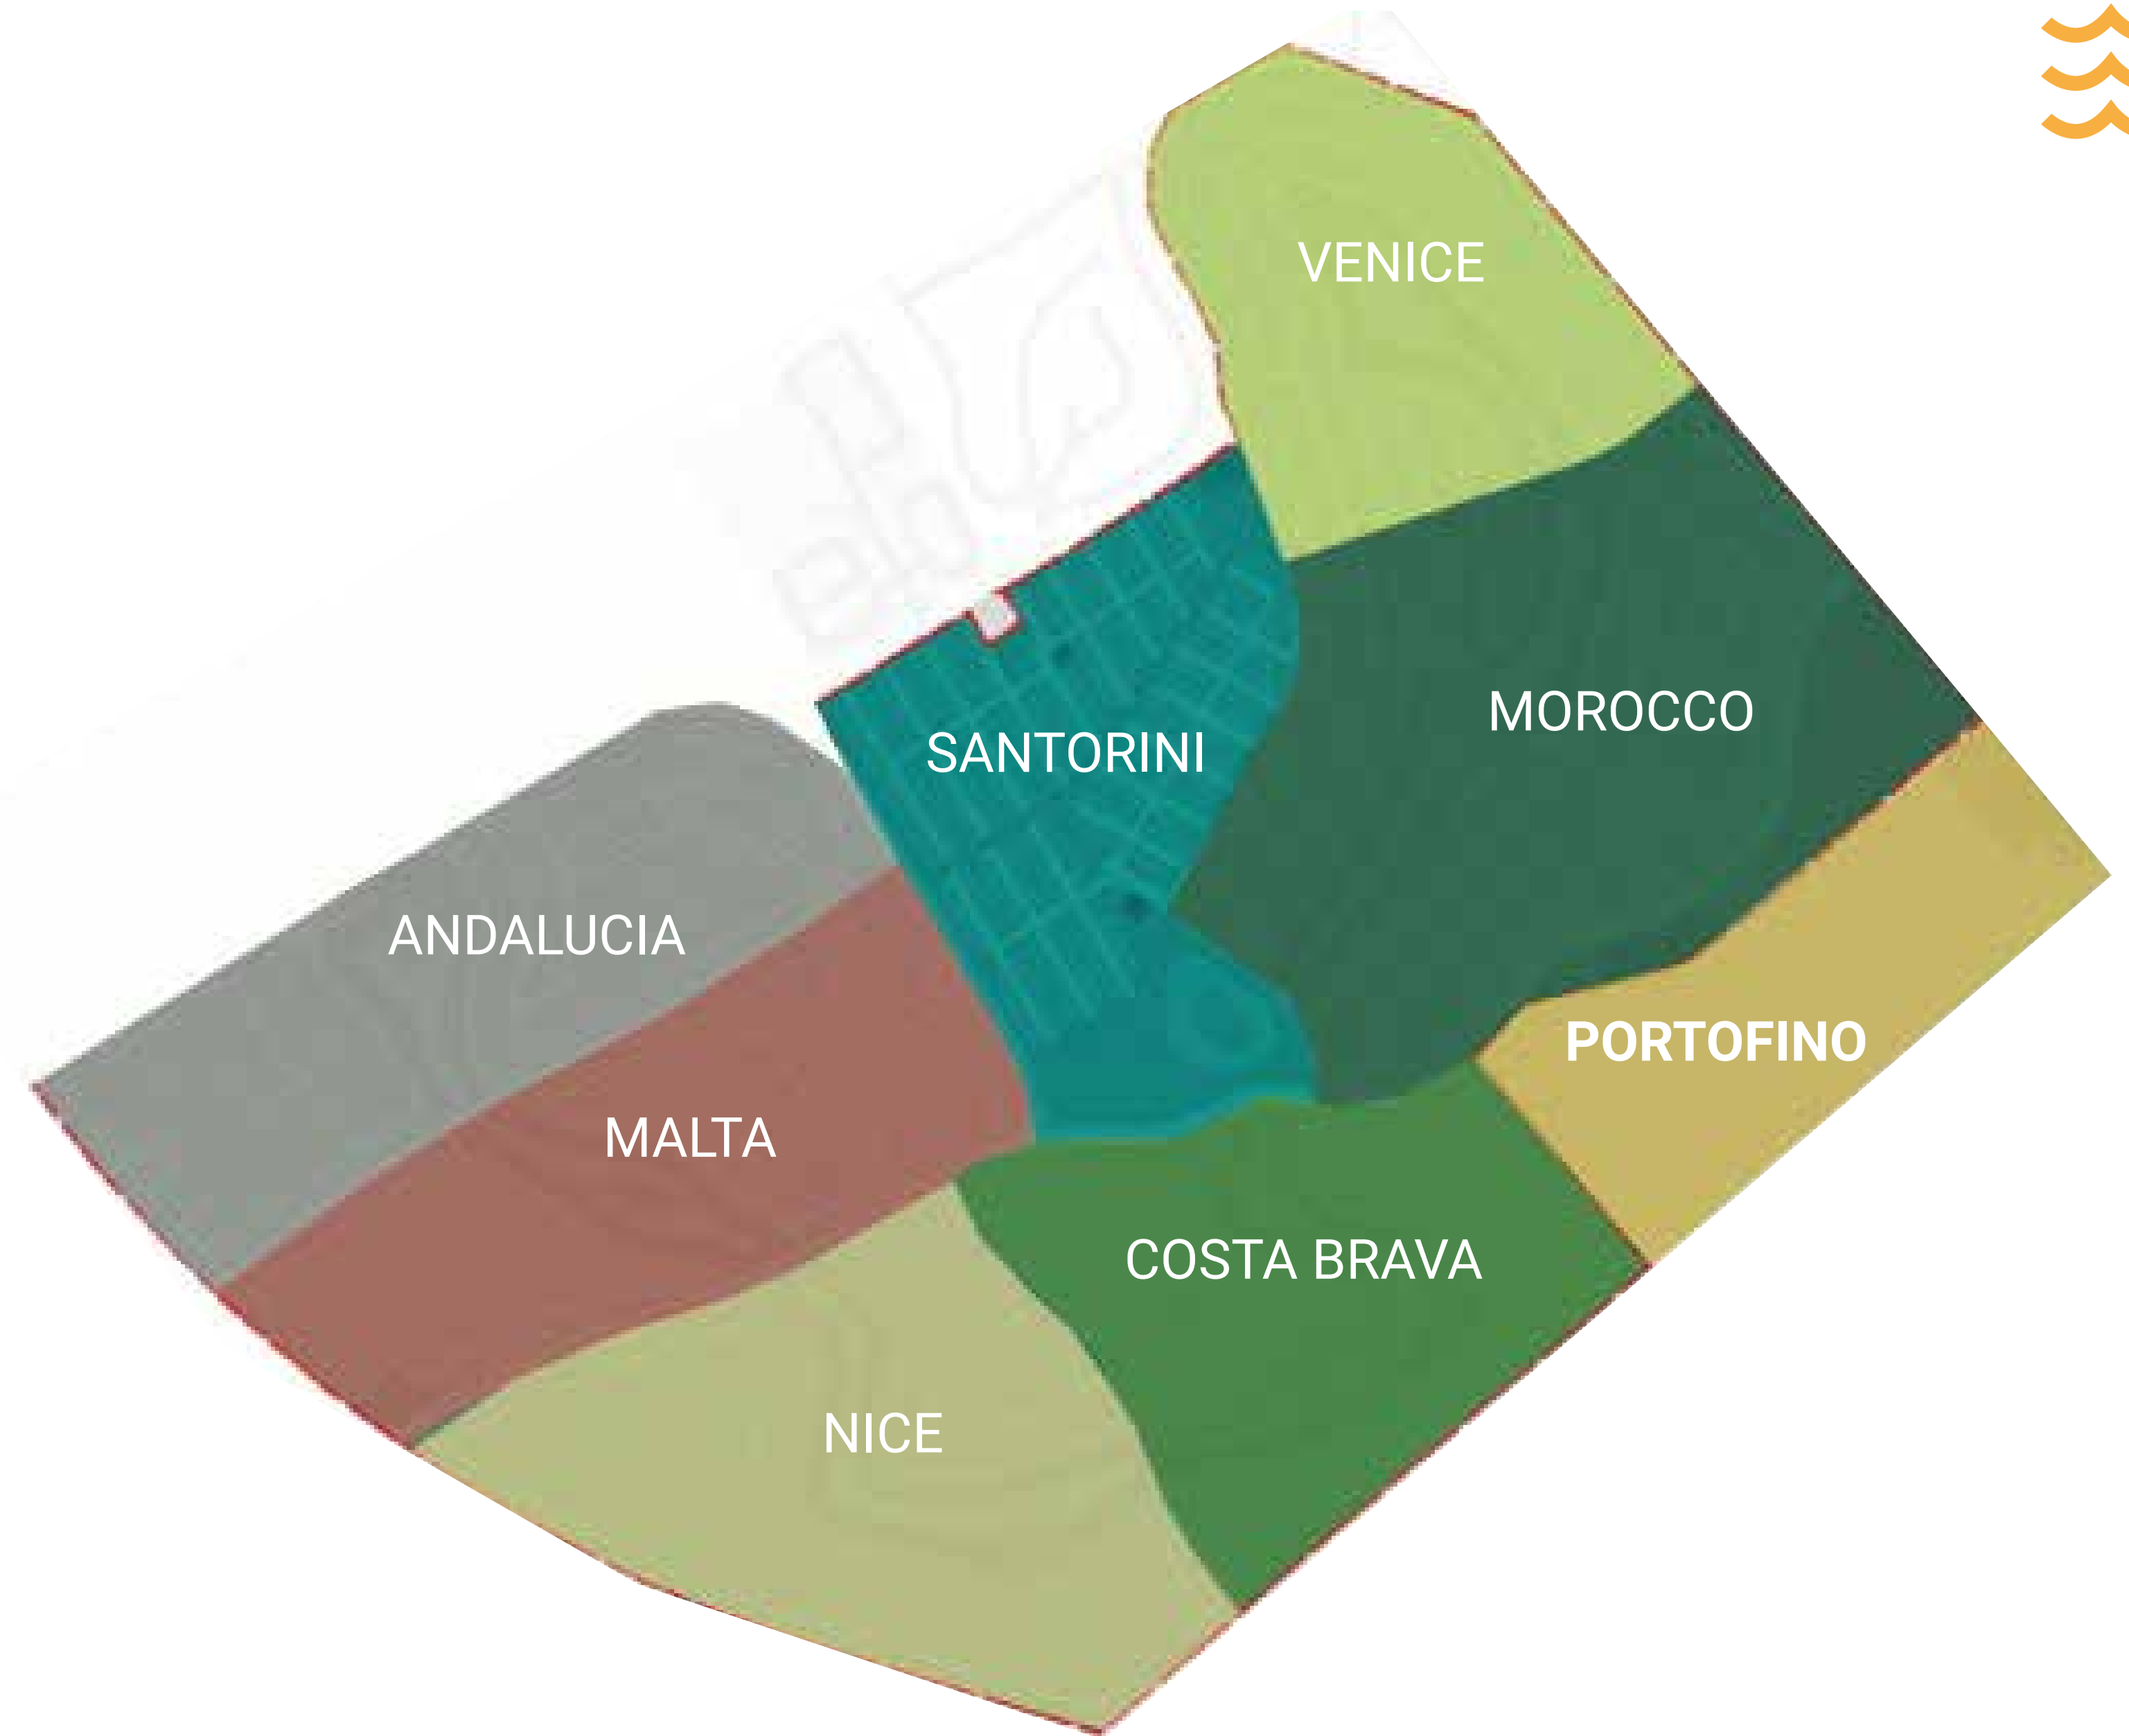 VENICE
MOROCCO
SANTORINI
ANDALUCIA
PORTOFINO
MALTA
COSTA BRAVA
NICE